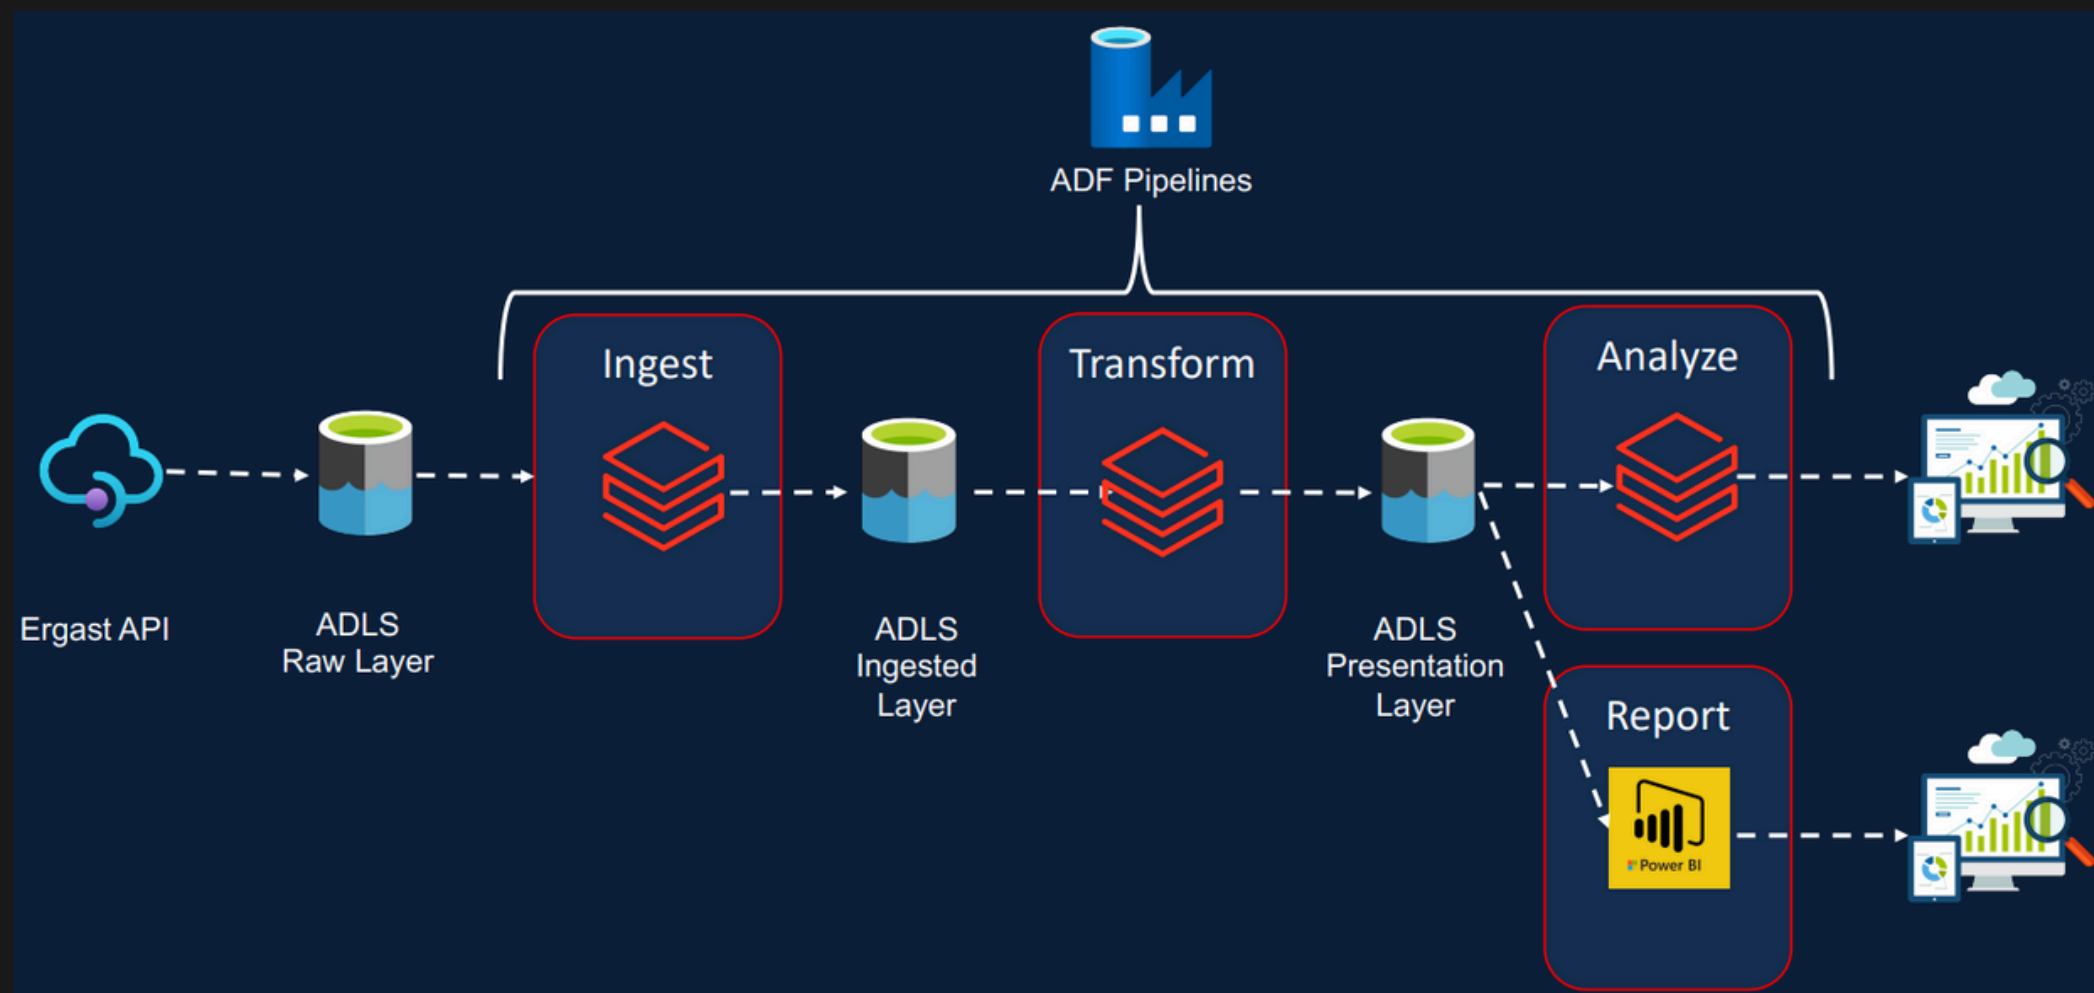 ADF Pipelines
Ingest
Transform
Analyze
Ergast API
ADLS
Raw Layer
ADLS
Ingested
Layer
ADLS
Presentation
Layer
Report
Power BI